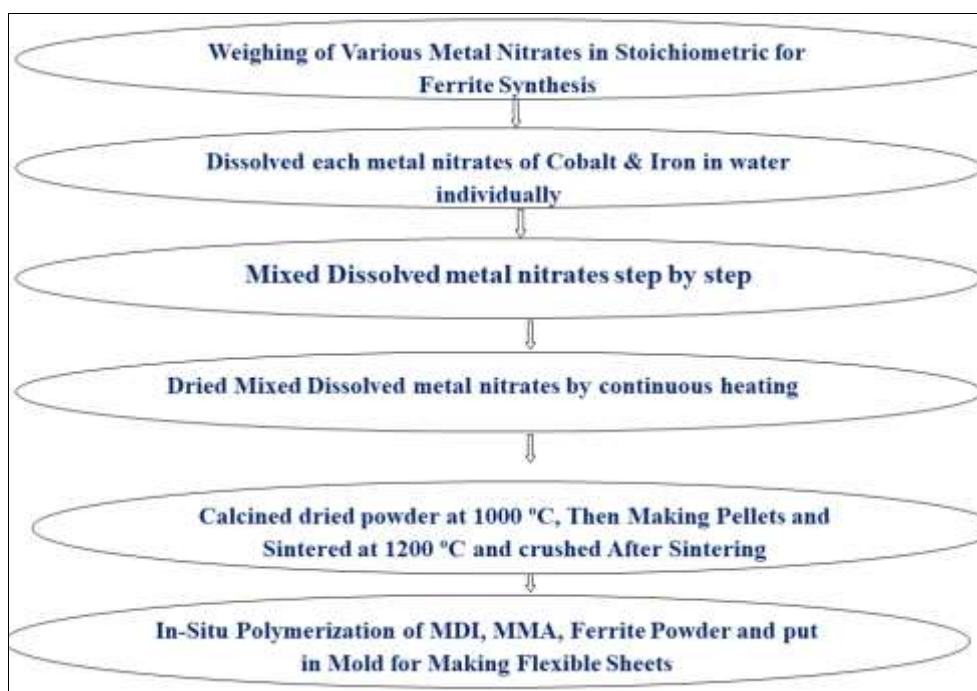 Weighing of Various Metal Nitrates in Stoichiometric for
Ferrite Synthesis
Dissolved each metal nitrates of Cobalt & Iron in water
individually
Mixed Dissolved metal nitrates step by step
Dried Mixed Dissolved metal nitrates by continuous heating
Calcined dried powder at 1000 ºC, Then Making Pellets and
Sintered at 1200 ºC and crushed After Sintering
In-Situ Polymerization of MDI, MMA, Ferrite Powder and put
in Mold for Making Flexible Sheets